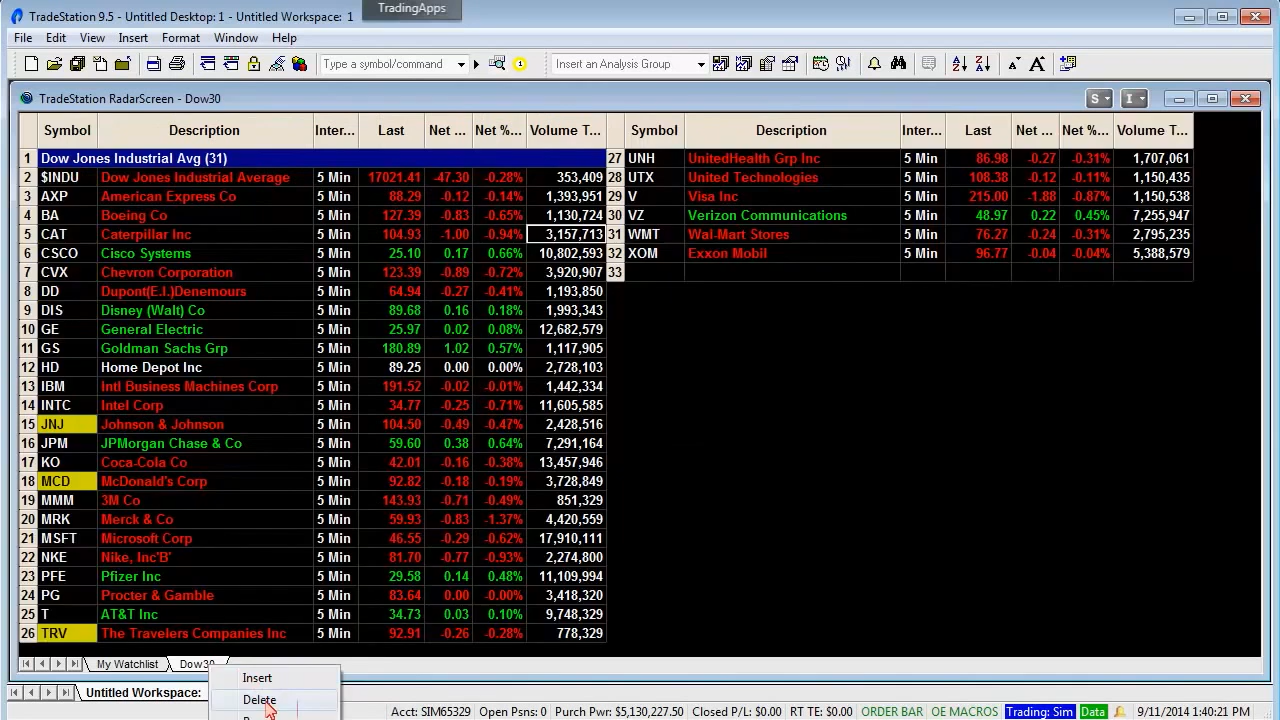 TradingApps
TradeStation 9.5 - Untitled Desktop: 1 - Untitled Workspace: 1
File Edit View Insert Format Window Help
Type a symbol/command Insert an Analysis Group
TradeStation RadarScreen - Dow30
S I
Symbol Description Inter... Last Net ... Net %... Volume T... Symbol Description Inter... Last Net ... Net %... Volume T...
1 Dow Jones Industrial Avg (31) 27 UNH UnitedHealth Grp Inc 5 Min 86.98 -0.27 -0.31% 1,707,061
2 $INDU Dow Jones Industrial Average 5 Min 17021.41 -47.30 -0.28% 353,409 28 UTX United Technologies 5 Min 108.38 -0.12 -0.11% 1,150,435
3 AXP American Express Co 5 Min 88.29 -0.12 -0.14% 1,393,951 29 V Visa Inc 5 Min 215.00 -1.88 -0.87% 1,150,538
4 BA Boeing Co 5 Min 127.39 -0.83 -0.65% 1,130,724 30 VZ Verizon Communications 5 Min 48.97 0.22 0.45% 7,255,947
5 CAT Caterpillar Inc 5 Min 104.93 -1.00 -0.94% 3,157,713 31 WMT Wal-Mart Stores 5 Min 76.27 -0.24 -0.31% 2,795,235
6 CSCO Cisco Systems 5 Min 25.10 0.17 0.66% 10,802,593 32 XOM Exxon Mobil 5 Min 96.77 -0.04 -0.04% 5,388,579
7 CVX Chevron Corporation 5 Min 123.39 -0.89 -0.72% 3,920,907 33
8 DD Dupont(E.I.)Denemours 5 Min 64.94 -0.27 -0.41% 1,193,850
9 DIS Disney (Walt) Co 5 Min 89.68 0.16 0.18% 1,993,343
10 GE General Electric 5 Min 25.97 0.02 0.08% 12,682,579
11 GS Goldman Sachs Grp 5 Min 180.89 1.02 0.57% 1,117,905
12 HD Home Depot Inc 5 Min 89.25 0.00 0.00% 2,728,103
13 IBM Intl Business Machines Corp 5 Min 191.52 -0.02 -0.01% 1,442,334
14 INTC Intel Corp 5 Min 34.77 -0.25 -0.71% 11,605,585
15 JNJ Johnson & Johnson 5 Min 104.50 -0.49 -0.47% 2,428,516
16 JPM JPMorgan Chase & Co 5 Min 59.60 0.38 0.64% 7,291,164
17 KO Coca-Cola Co 5 Min 42.01 -0.16 -0.38% 13,457,946
18 MCD McDonald's Corp 5 Min 92.82 -0.18 -0.19% 3,728,849
19 MMM 3M Co 5 Min 143.93 -0.71 -0.49% 851,329
20 MRK Merck & Co 5 Min 59.93 -0.83 -1.37% 4,420,559
21 MSFT Microsoft Corp 5 Min 46.55 -0.29 -0.62% 17,910,111
22 NKE Nike, Inc'B' 5 Min 81.70 -0.77 -0.93% 2,274,800
23 PFE Pfizer Inc 5 Min 29.58 0.14 0.48% 11,109,994
24 PG Procter & Gamble 5 Min 83.64 0.00 -0.00% 3,418,320
25 T AT&T Inc 5 Min 34.73 0.03 0.10% 9,748,329
26 TRV The Travelers Companies Inc 5 Min 92.91 -0.26 -0.28% 778,329
My Watchlist Dow30
Insert
Untitled Workspace:
Delete
Acct: SIM65329 Open Psns: 0 Purch Pwr: $5,130,227.50 Closed P/L: $0.00 RT TE: $0.00 ORDER BAR OE MACROS Trading: Sim Data 9/11/2014 1:40:21 PM